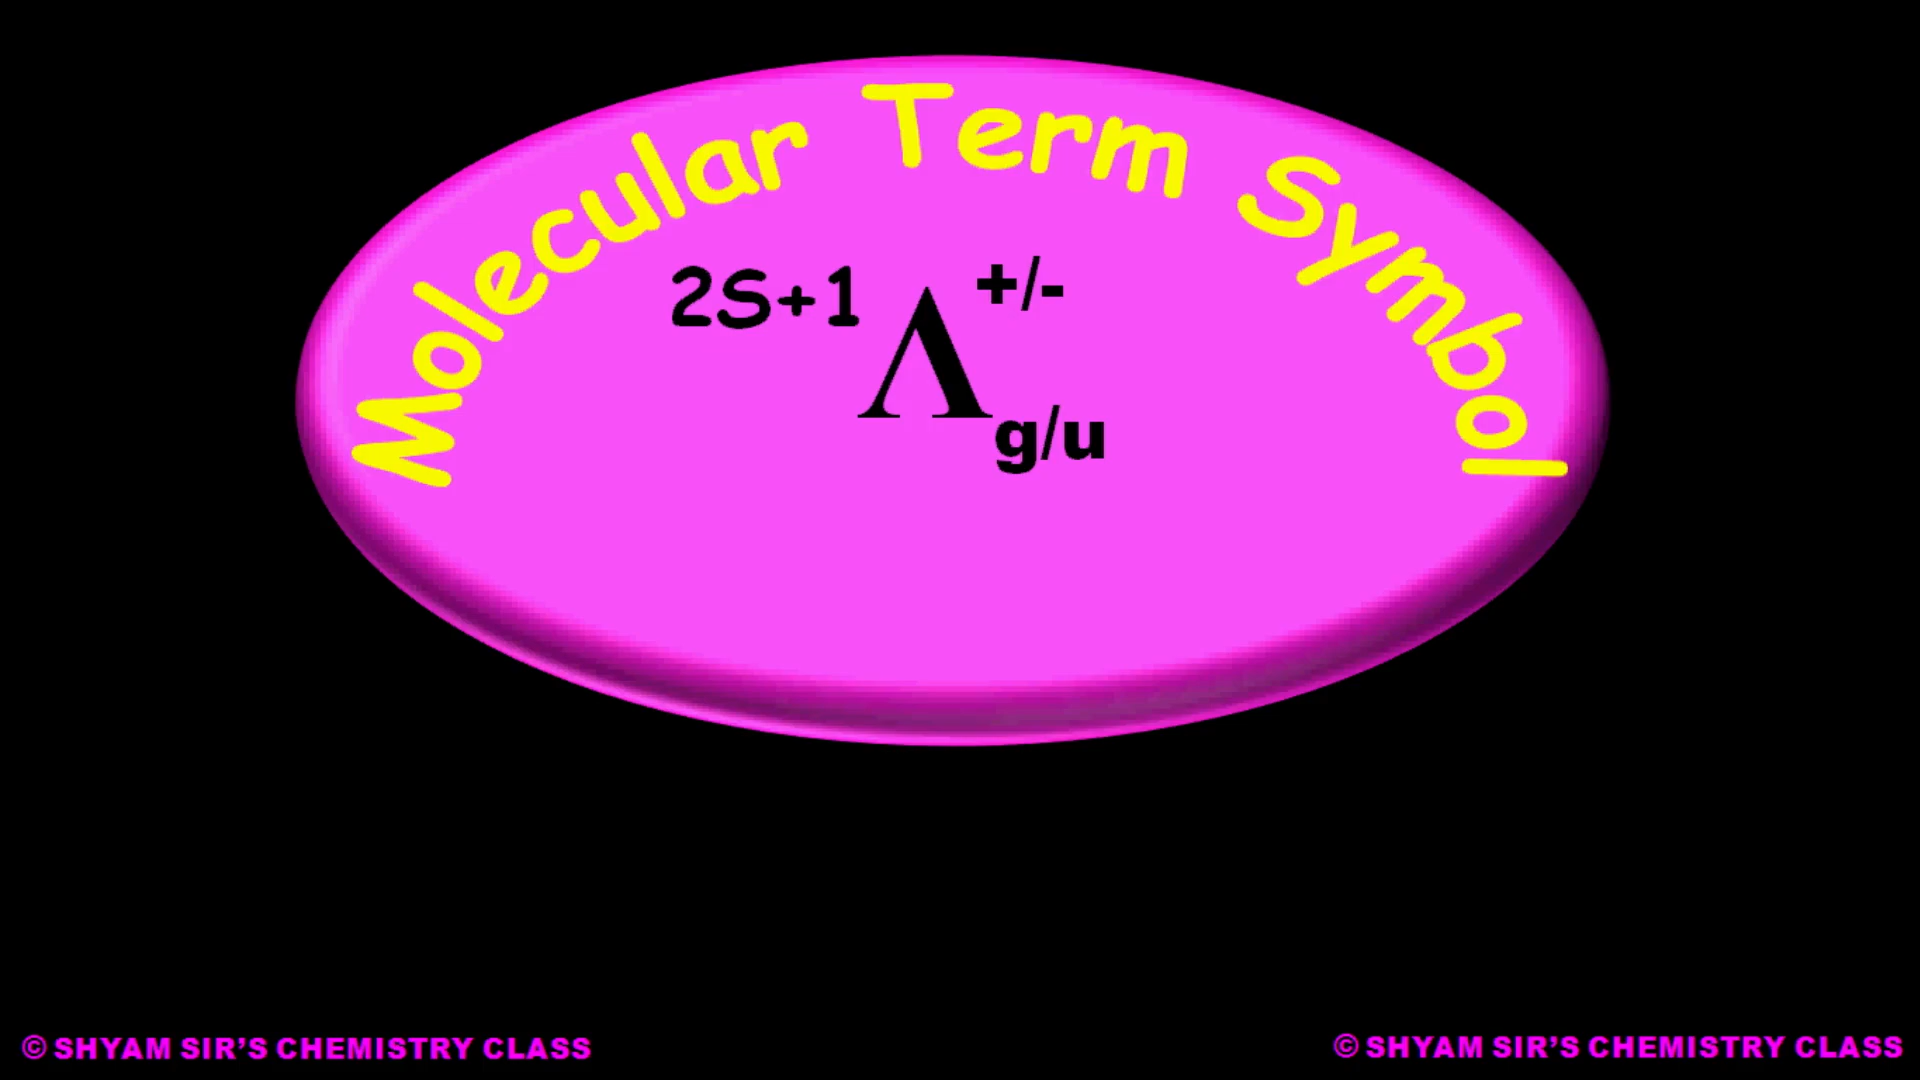 Molecular Term Symbol
2S+1 Λ +/- g/u
© SHYAM SIR’S CHEMISTRY CLASS
© SHYAM SIR’S CHEMISTRY CLASS